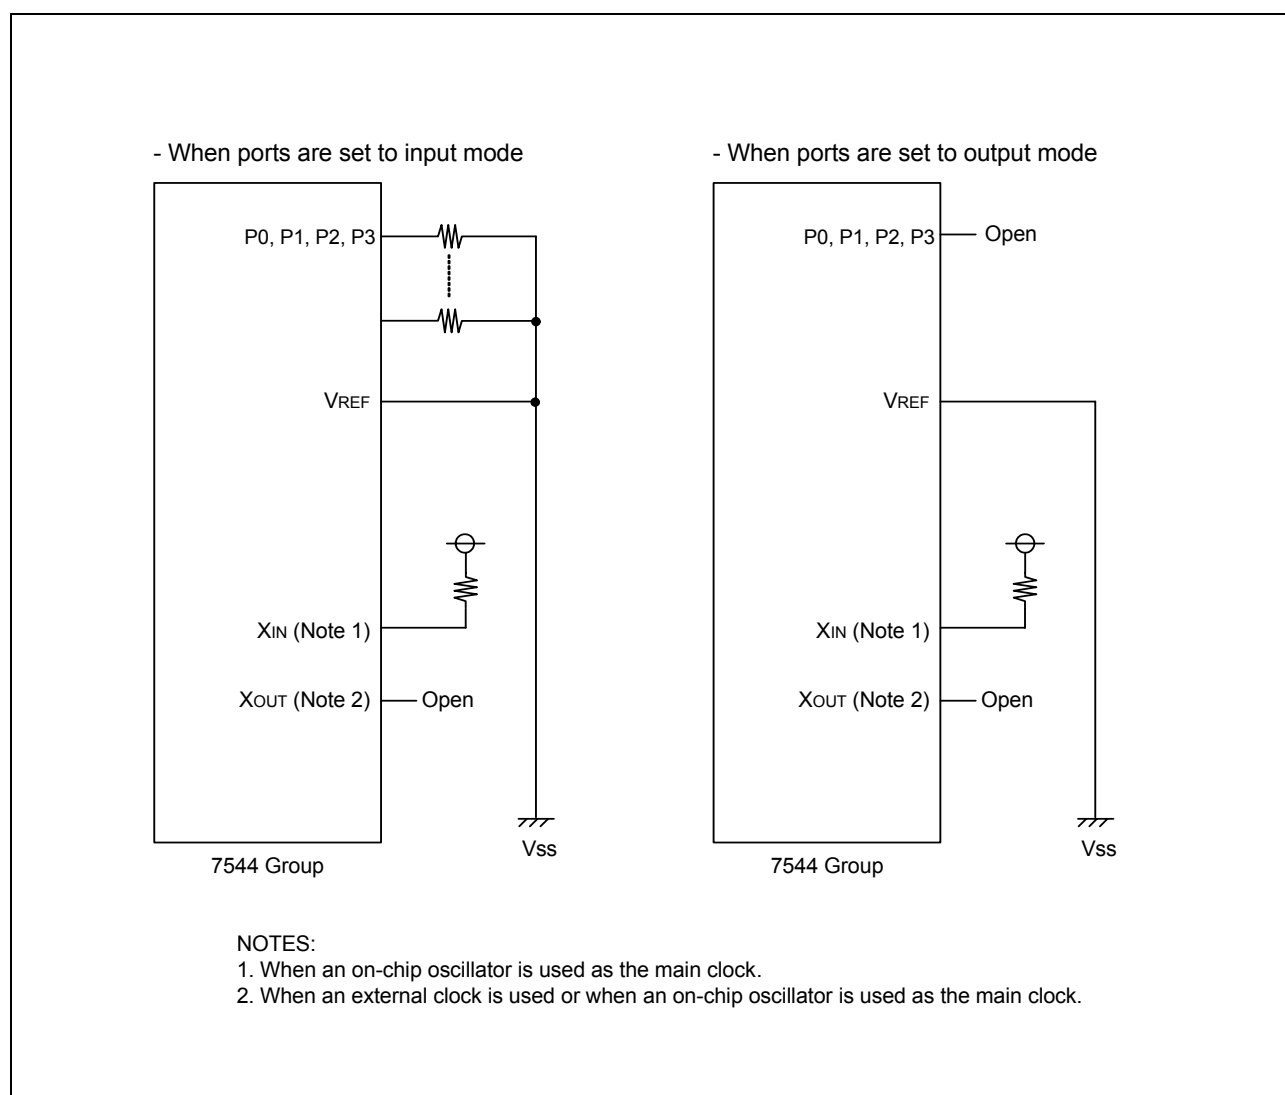 - When ports are set to input mode
P0, P1, P2, P3
VREF
XIN (Note 1)
XOUT (Note 2)
Open
Vss
7544 Group
- When ports are set to output mode
P0, P1, P2, P3
Open
VREF
XIN (Note 1)
XOUT (Note 2)
Open
Vss
7544 Group
NOTES:
1. When an on-chip oscillator is used as the main clock.
2. When an external clock is used or when an on-chip oscillator is used as the main clock.